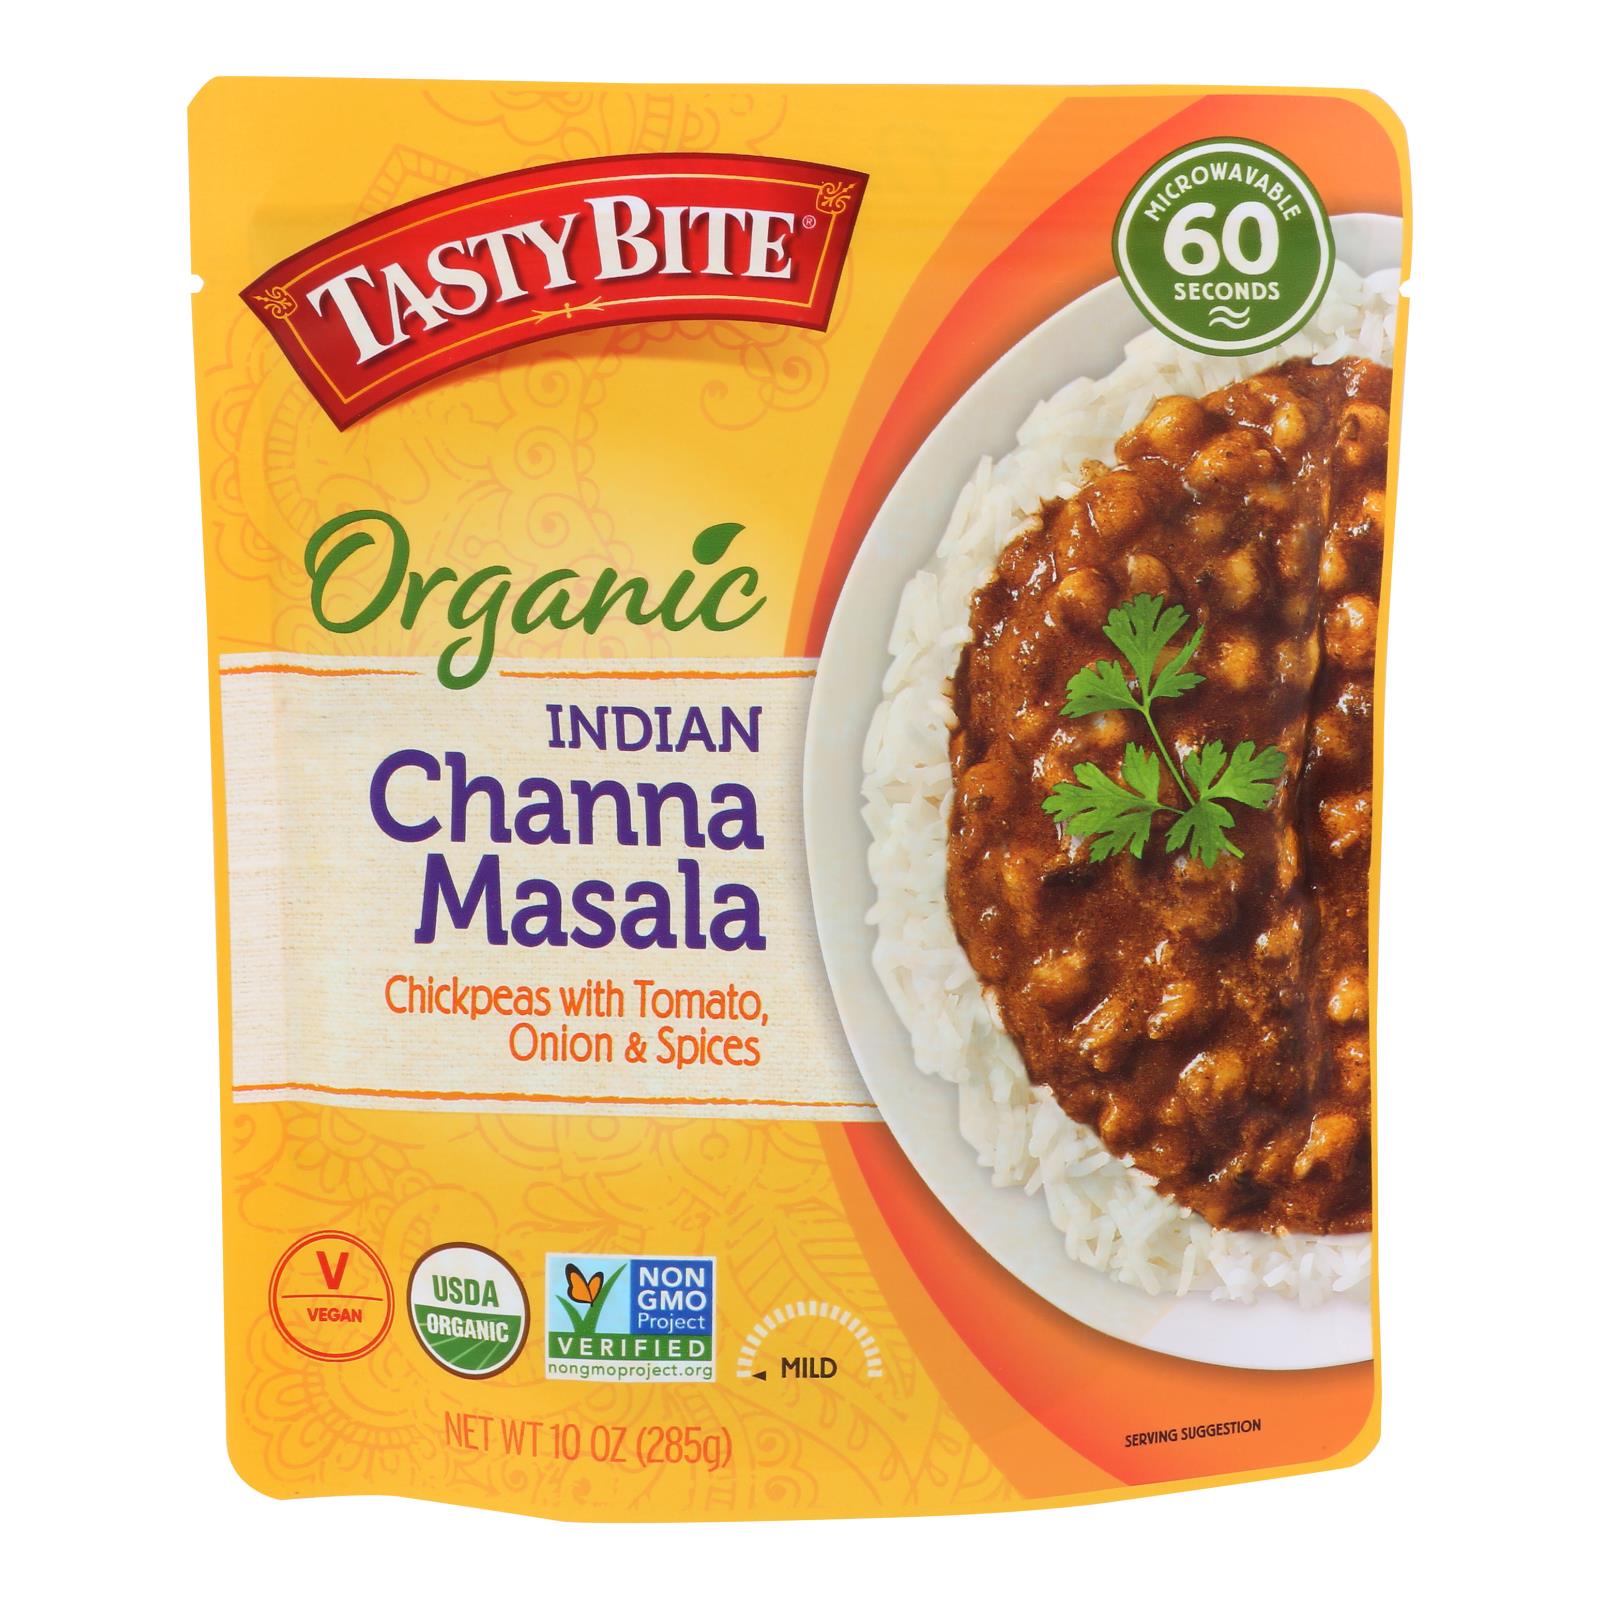 TASTY BITE®
MICROWAVABLE
60
SECONDS
Organic
INDIAN
Channa
Masala
Chickpeas with Tomato,
Onion & Spices
V
VEGAN
USDA
ORGANIC
NON
GMO
Project
VERIFIED
nongmoproject.org
MILD
NET WT 10 OZ (285g)
SERVING SUGGESTION